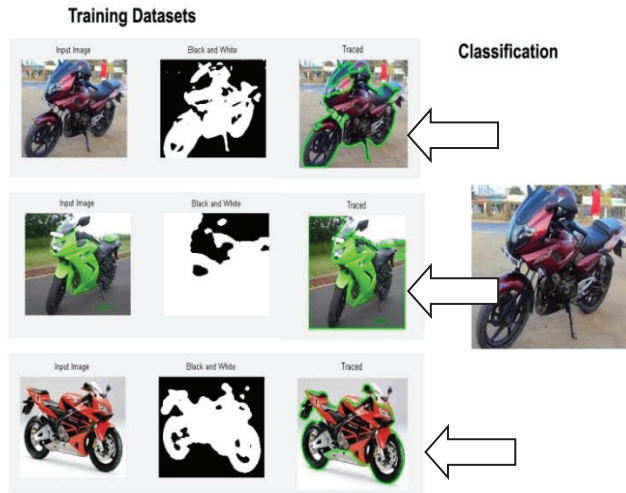 Training Datasets
Classification
Input Image
Black and White
Traced
Input Image
Black and White
Traced
Input Image
Black and White
Traced